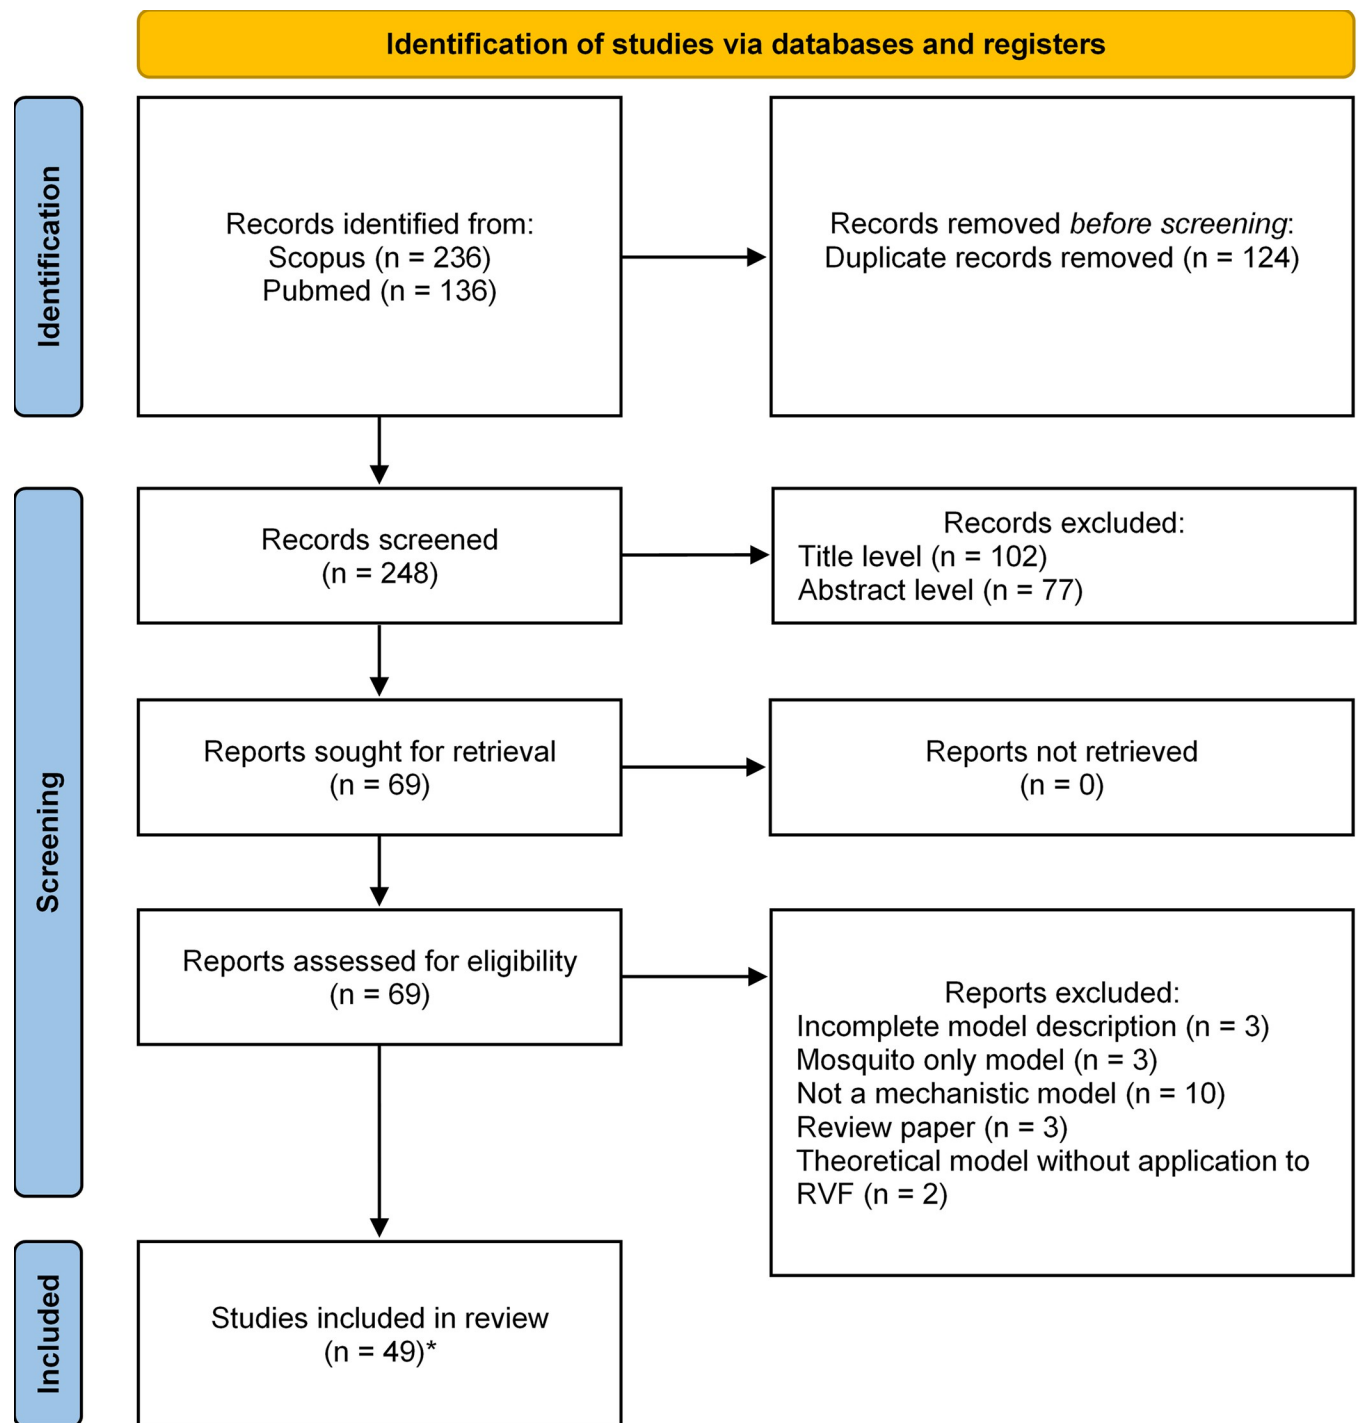 Identification of studies via databases and registers
Identification
Records identified from:
Scopus (n = 236)
Pubmed (n = 136)
Records removed before screening:
Duplicate records removed (n = 124)
Screening
Records screened
(n = 248)
Records excluded:
Title level (n = 102)
Abstract level (n = 77)
Reports sought for retrieval
(n = 69)
Reports not retrieved
(n = 0)
Reports assessed for eligibility
(n = 69)
Reports excluded:
Incomplete model description (n = 3)
Mosquito only model (n = 3)
Not a mechanistic model (n = 10)
Review paper (n = 3)
Theoretical model without application to
RVF (n = 2)
Included
Studies included in review
(n = 49)*